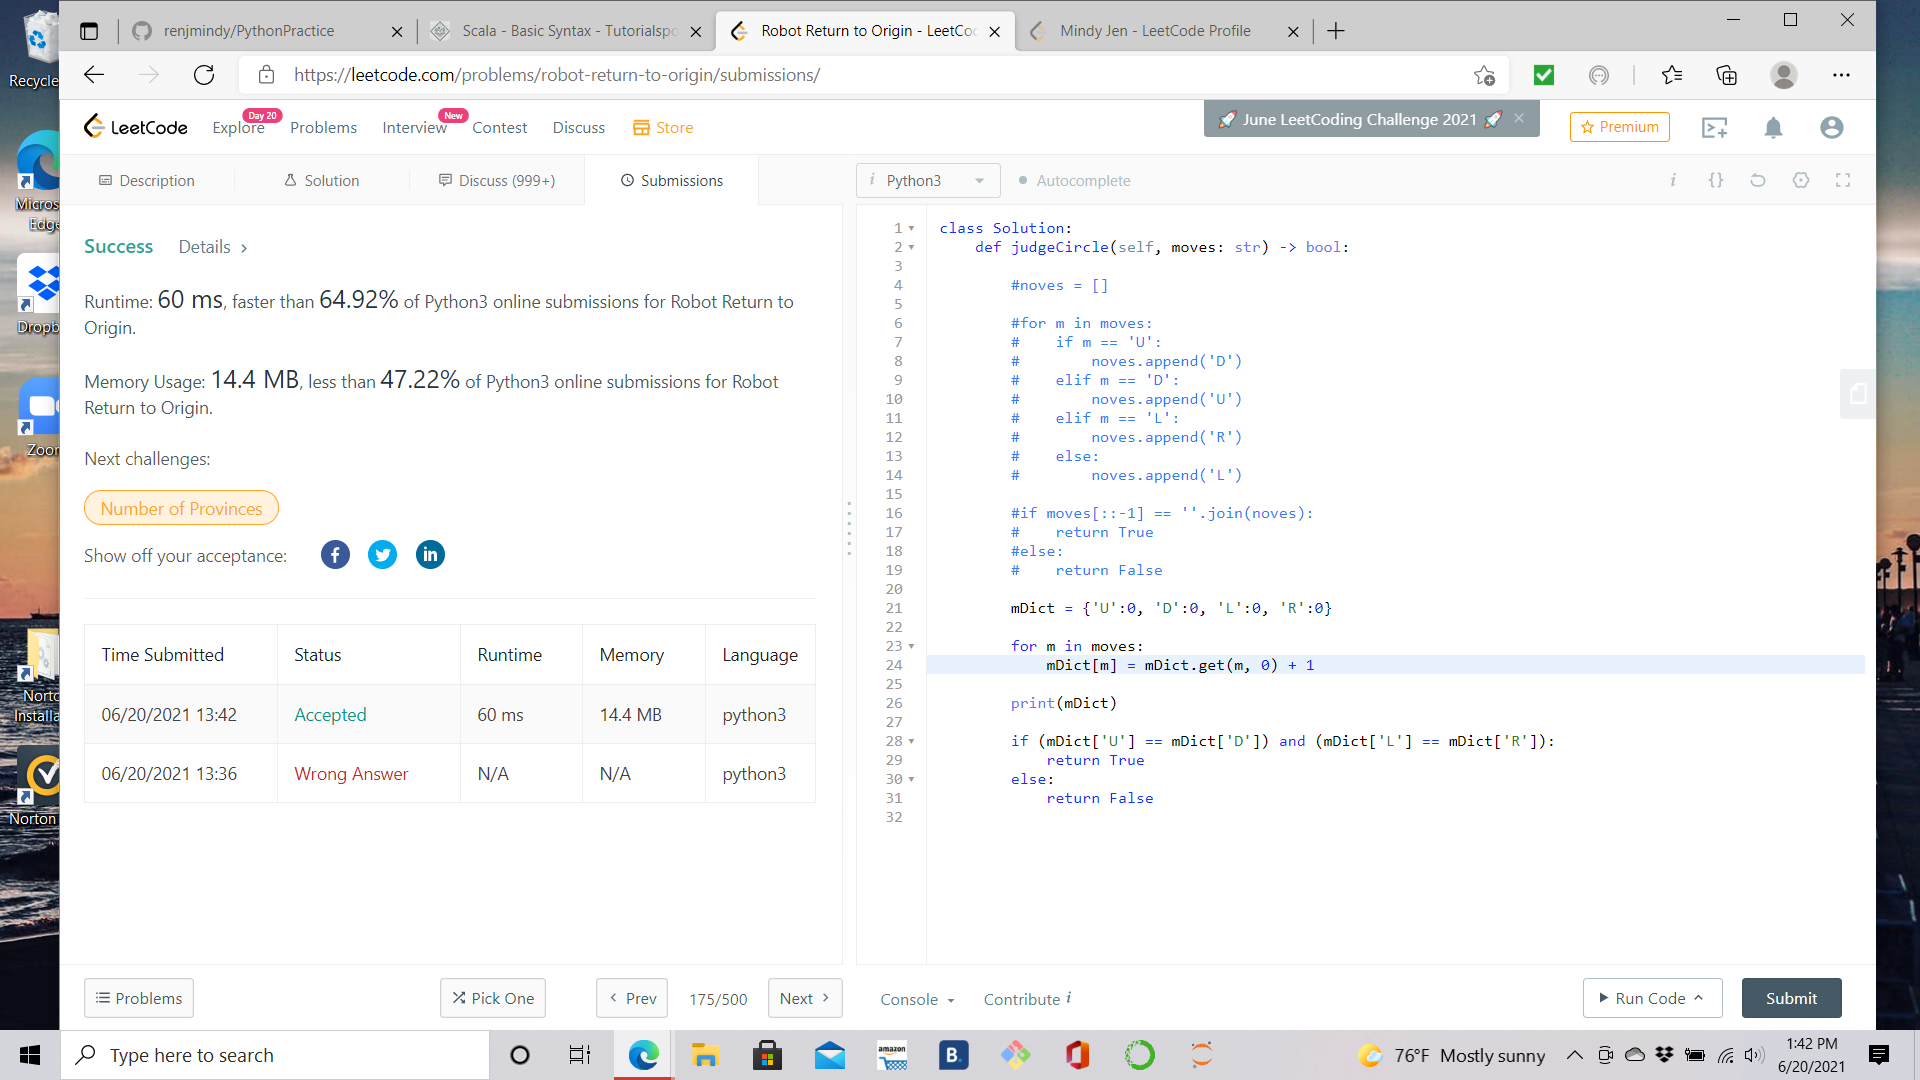 renjmindy/PythonPractice
Scala - Basic Syntax - Tutorialspo
Robot Return to Origin - LeetCoc
Mindy Jen - LeetCode Profile
https://leetcode.com/problems/robot-return-to-origin/submissions/
LeetCode
Explore
Day 20
Problems
Interview
New
Contest
Discuss
Store
🚀 June LeetCoding Challenge 2021 🚀
Premium
Description
Solution
Discuss (999+)
Submissions
i Python3
Autocomplete
Success
Details >
Runtime: 60 ms, faster than 64.92% of Python3 online submissions for Robot Return to
Origin.
Memory Usage: 14.4 MB, less than 47.22% of Python3 online submissions for Robot
Return to Origin.
Next challenges:
Number of Provinces
Show off your acceptance:
Time Submitted Status Runtime Memory Language
06/20/2021 13:42 Accepted 60 ms 14.4 MB python3
06/20/2021 13:36 Wrong Answer N/A N/A python3
1 class Solution:
2     def judgeCircle(self, moves: str) -> bool:
3
4         #noves = []
5
6         #for m in moves:
7         #    if m == 'U':
8         #        noves.append('D')
9         #    elif m == 'D':
10         #        noves.append('U')
11         #    elif m == 'L':
12         #        noves.append('R')
13         #    else:
14         #        noves.append('L')
15
16         #if moves[::-1] == ''.join(noves):
17         #    return True
18         #else:
19         #    return False
20
21         mDict = {'U':0, 'D':0, 'L':0, 'R':0}
22
23         for m in moves:
24             mDict[m] = mDict.get(m, 0) + 1
25
26         print(mDict)
27
28         if (mDict['U'] == mDict['D']) and (mDict['L'] == mDict['R']):
29             return True
30         else:
31             return False
32
Problems
Pick One
< Prev
175/500
Next >
Console
Contribute i
Run Code
Submit
Recycle
Micros
Edge
Dropb
Zoor
Norto
Installa
Norton
Type here to search
amazon
B.
76°F Mostly sunny
1:42 PM
6/20/2021